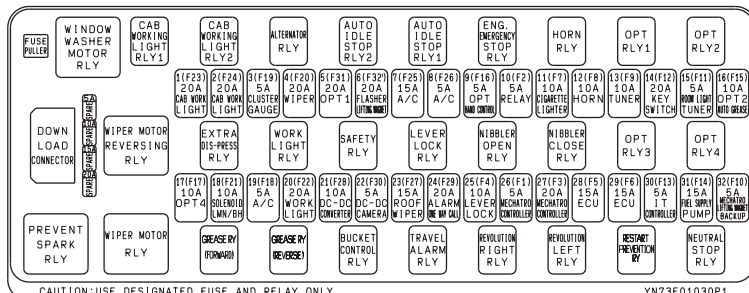 FUSE
PULLER
WINDOW
WASHER
MOTOR
RLY
CAB
WORKING
LIGHT
RLY1
CAB
WORKING
LIGHT
RLY2
ALTERNATOR
RLY
AUTO
IDLE
STOP
RLY2
AUTO
IDLE
STOP
RLY1
ENG.
EMERGENCY
STOP
RLY
HORN
RLY
OPT
RLY1
OPT
RLY2
1(F23)
20A
CAB WORK
LIGHT
2(F24)
20A
CAB WORK
LIGHT
3(F19)
5A
CLUSTER
GAUGE
4(F20)
20A
WIPER
5(F31)
20A
OPT1
6(F32)
20A
FLASHER
LIFTING MAGNET
7(F25)
15A
A/C
8(F26)
5A
A/C
9(F16)
5A
OPT
HAND CONTROL
10(F2)
5A
RELAY
11(F7)
10A
CIGARETTE
LIGHTER
12(F8)
10A
HORN
13(F9)
10A
TUNER
14(F12)
20A
KEY
SWITCH
15(F11)
5A
ROOM LIGHT
TUNER
16(F15)
10A
OPT2
AUTO GREASE
DOWN
LOAD
CONNECTOR
5A
SPARE
10A
SPARE
15A
SPARE
20A
SPARE
WIPER MOTOR
REVERSING
RLY
EXTRA
DIS-PRESS
RLY
WORK
LIGHT
RLY
SAFETY
RLY
LEVER
LOCK
RLY
NIBBLER
OPEN
RLY
NIBBLER
CLOSE
RLY
OPT
RLY3
OPT
RLY4
17(F17)
10A
OPT4
18(F21)
10A
SOLENOID
LMN/BH
19(F18)
5A
A/C
20(F22)
20A
WORK
LIGHT
21(F28)
10A
DC-DC
CONVERTER
22(F30)
5A
DC-DC
CAMERA
23(F27)
15A
ROOF
WIPER
24(F29)
20A
ALARM
ONE WAY CALL
25(F4)
10A
LEVER
LOCK
26(F1)
5A
MECHATRO
CONTROLLER
27(F3)
20A
MECHATRO
CONTROLLER
28(F5)
15A
ECU
29(F6)
15A
ECU
30(F13)
5A
IT
CONTROLLER
31(F14)
15A
FUEL SUPPLY
PUMP
32(F10)
5A
MECHATRO
LIFTING MAGNET
BACKUP
PREVENT
SPARK
RLY
WIPER MOTOR
RLY
GREASE RY
(FORWARD)
GREASE RY
(REVERSE)
BUCKET
CONTROL
RLY
TRAVEL
ALARM
RLY
REVOLUTION
RIGHT
RLY
REVOLUTION
LEFT
RLY
RESTART
PREVENTION
RY
NEUTRAL
STOP
RLY
CAUTION:USE DESIGNATED FUSE AND RELAY ONLY
YN73E01030P1